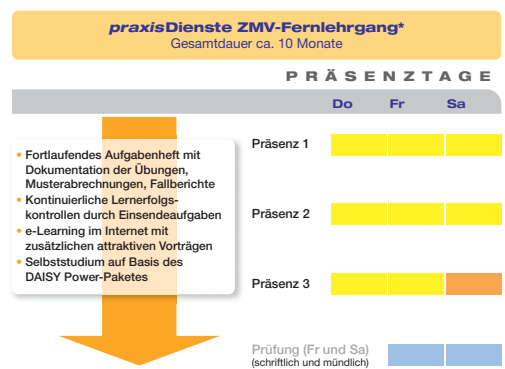 praxisDienste ZMV-Fernlehrgang*
Gesamtdauer ca. 10 Monate
PRÄSENZTAGE
Do Fr Sa
• Fortlaufendes Aufgabenheft mit
Dokumentation der Übungen,
Musterabrechnungen, Fallberichte
• Kontinuierliche Lernerfolgs-
kontrollen durch Einsendeaufgaben
• e-Learning im Internet mit
zusätzlichen attraktiven Vorträgen
• Selbststudium auf Basis des
DAISY Power-Paketes
Präsenz 1
Präsenz 2
Präsenz 3
Prüfung (Fr und Sa)
(schriftlich und mündlich)